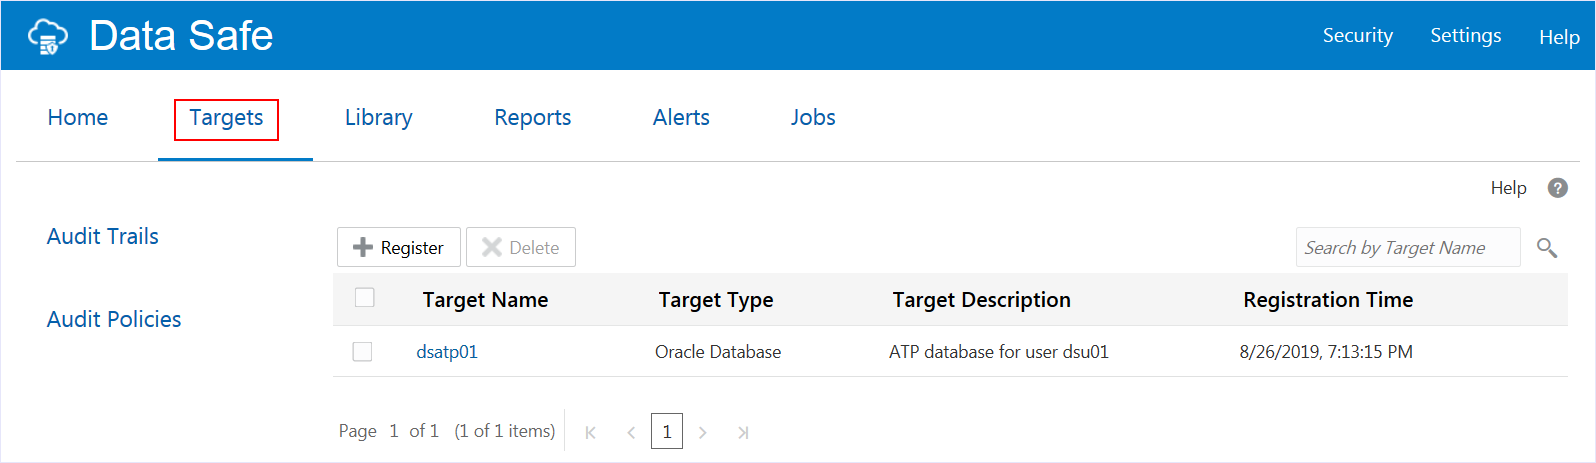 Data Safe Security Settings Help
Home Targets Library Reports Alerts Jobs
Help ?
Audit Trails
Audit Policies
Register Delete Search by Target Name
Target Name Target Type Target Description Registration Time
dsatp01 Oracle Database ATP database for user dsu01 8/26/2019, 7:13:15 PM
Page 1 of 1 (1 of 1 items) 1